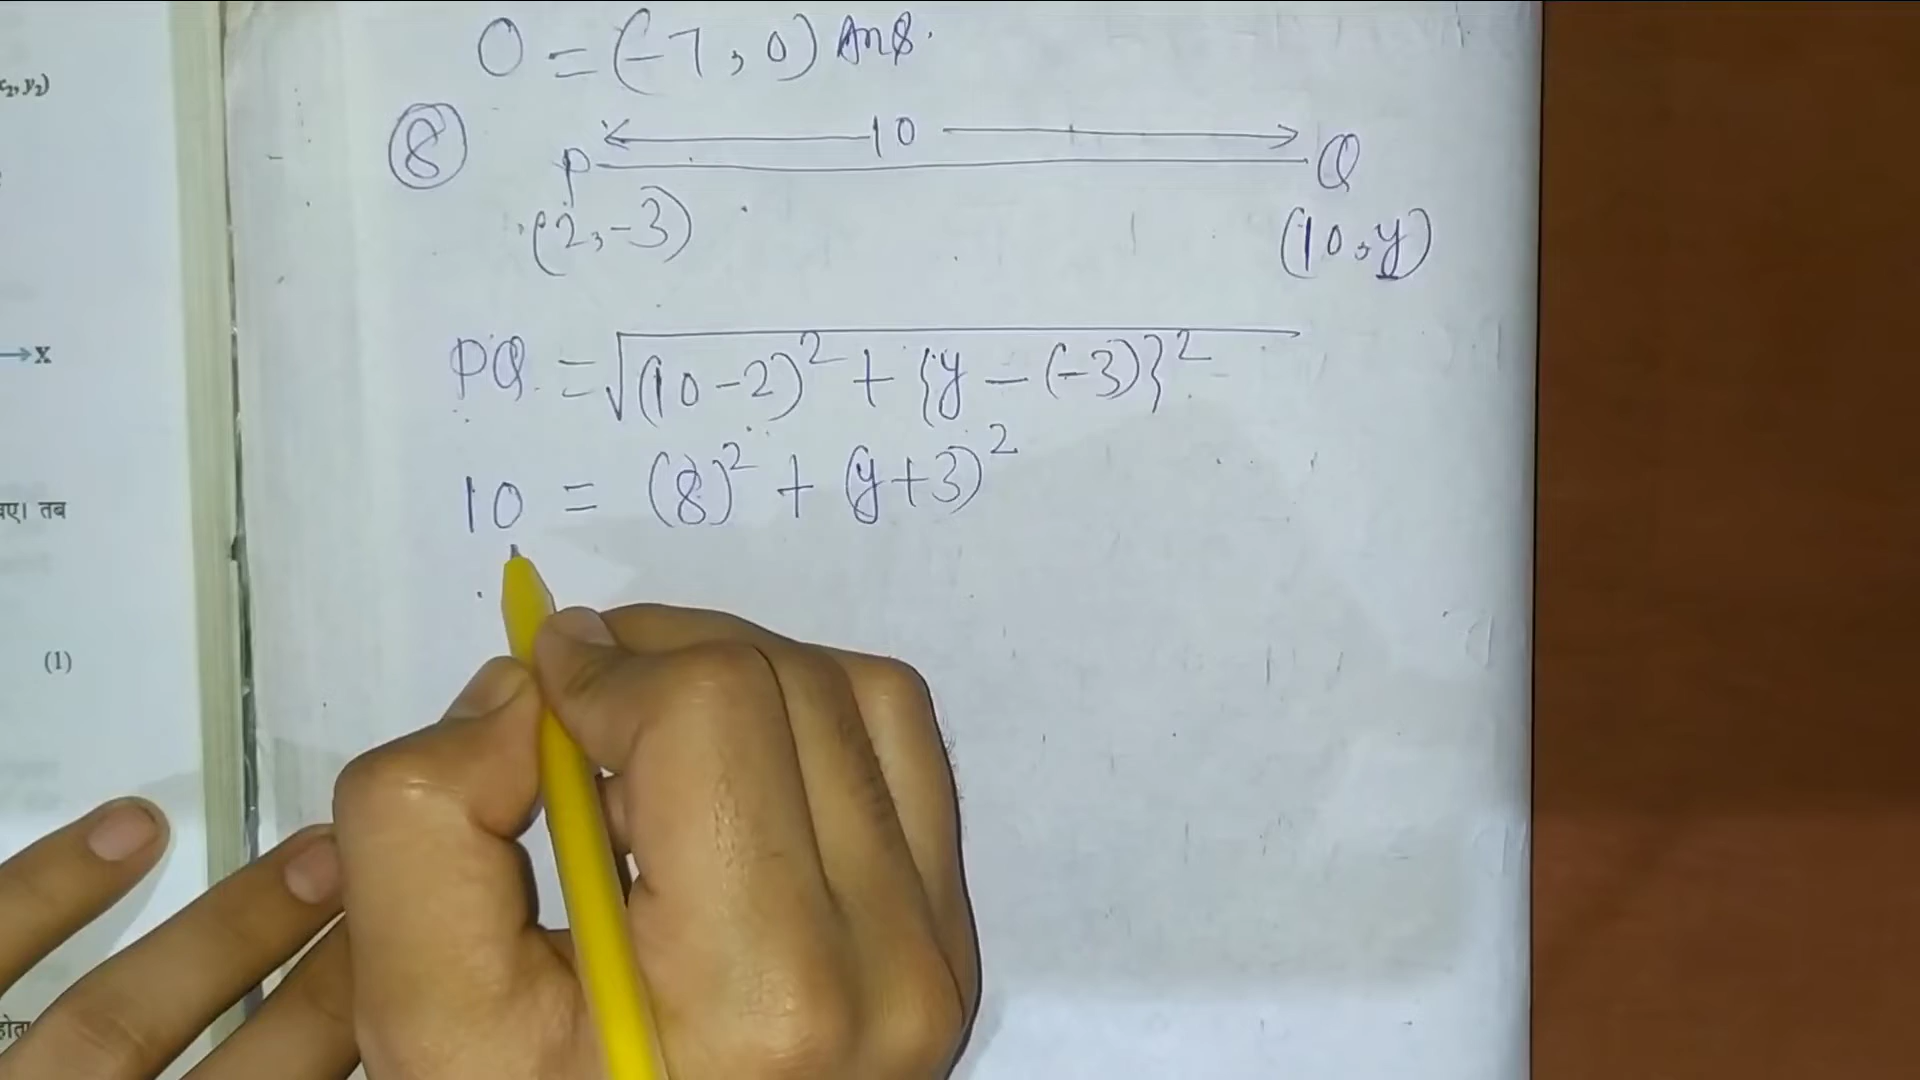 O = (-7, 0) Ans.
⑧ P ← 10 → Q
(2, -3) (10, y)
PQ = √(10-2)² + {y - (-3)}²
10 = (8)² + (y+3)²
x₂, y₂)
X
तब
(1)